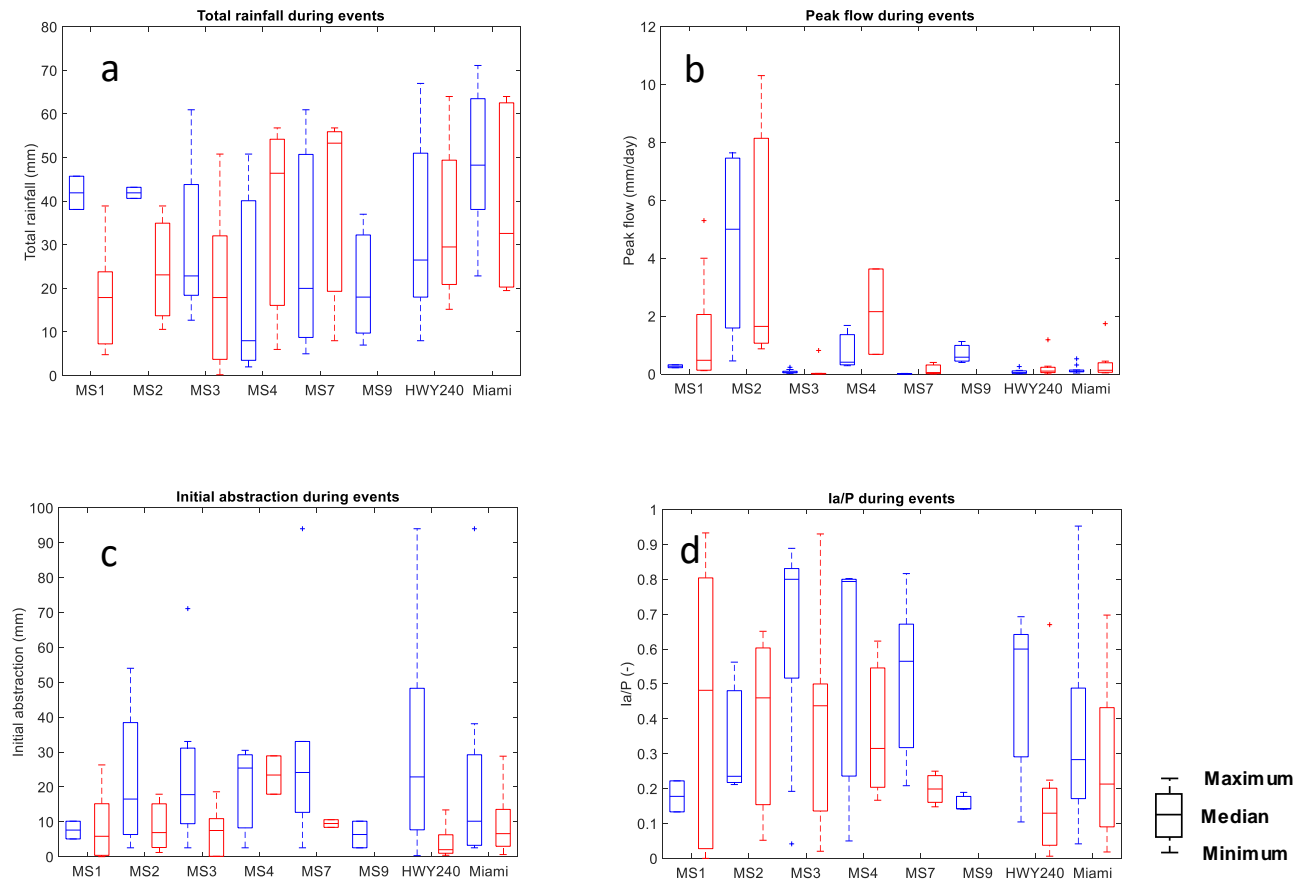 Total rainfall during events
a
Total rainfall (mm)
80
70
60
50
40
30
20
10
0
MS1 MS2 MS3 MS4 MS7 MS9 HWY240 Miami
Peak flow during events
b
Peak flow (mm/day)
12
10
8
6
4
2
0
MS1 MS2 MS3 MS4 MS7 MS9 HWY240 Miami
Initial abstraction during events
c
Initial abstraction (mm)
100
90
80
70
60
50
40
30
20
10
0
MS1 MS2 MS3 MS4 MS7 MS9 HWY240 Miami
Ia/P during events
d
Ia/P (-)
1
0.9
0.8
0.7
0.6
0.5
0.4
0.3
0.2
0.1
0
MS1 MS2 MS3 MS4 MS7 MS9 HWY240 Miami
Maximum
Median
Minimum